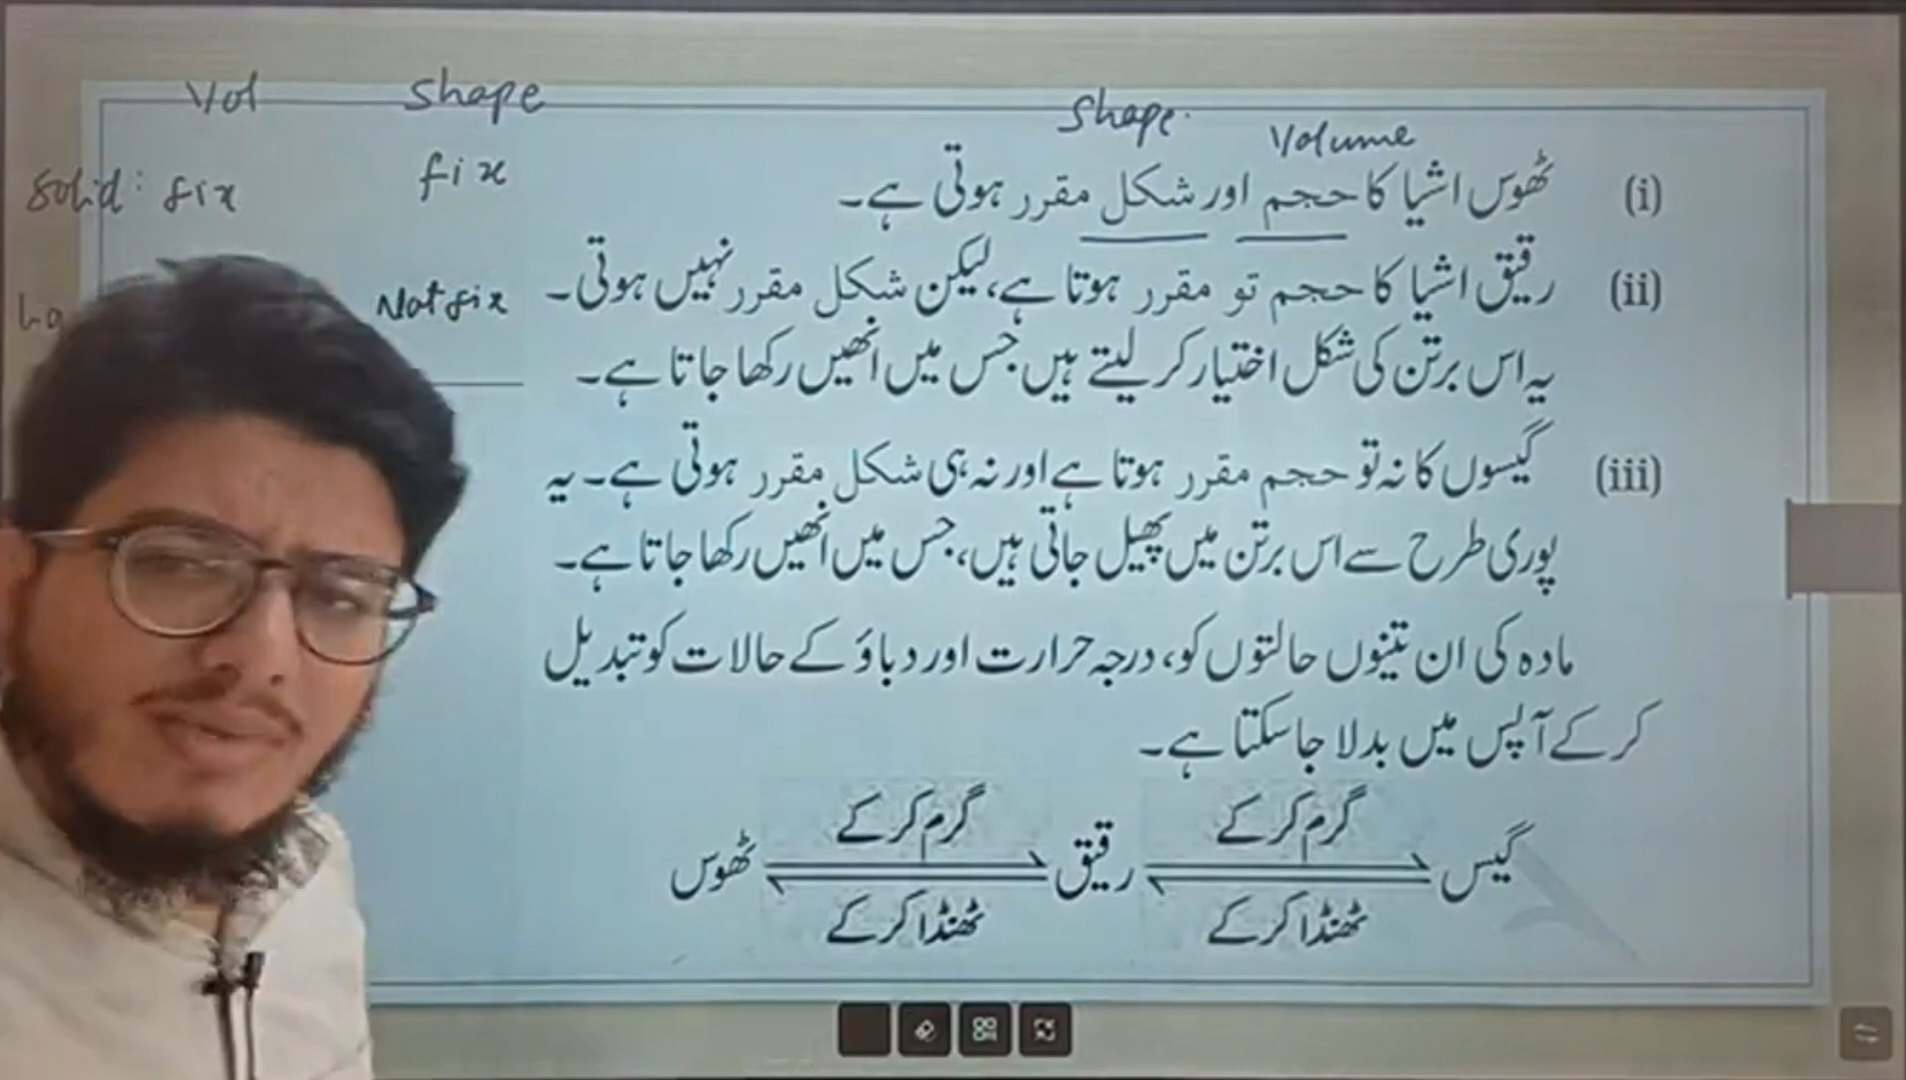 Vol Shape
Shape
Volume
Solid: fix fix
(i) ٹھوس اشیا کا حجم اور شکل مقرر ہوتی ہے۔
Not fix
(ii) رقیق اشیا کا حجم تو مقرر ہوتا ہے، لیکن شکل مقرر نہیں ہوتی۔
یہ اس برتن کی شکل اختیار کر لیتے ہیں جس میں انھیں رکھا جاتا ہے۔
(iii) گیسوں کا نہ تو حجم مقرر ہوتا ہے اور نہ ہی شکل مقرر ہوتی ہے۔ یہ
پوری طرح سے اس برتن میں پھیل جاتی ہیں، جس میں انھیں رکھا جاتا ہے۔
مادہ کی ان تینوں حالتوں کو، درجہ حرارت اور دباؤ کے حالات کو تبدیل
کر کے آپس میں بدلا جا سکتا ہے۔
گرم کر کے گرم کر کے
گیس رقیق ٹھوس
ٹھنڈا کر کے ٹھنڈا کر کے